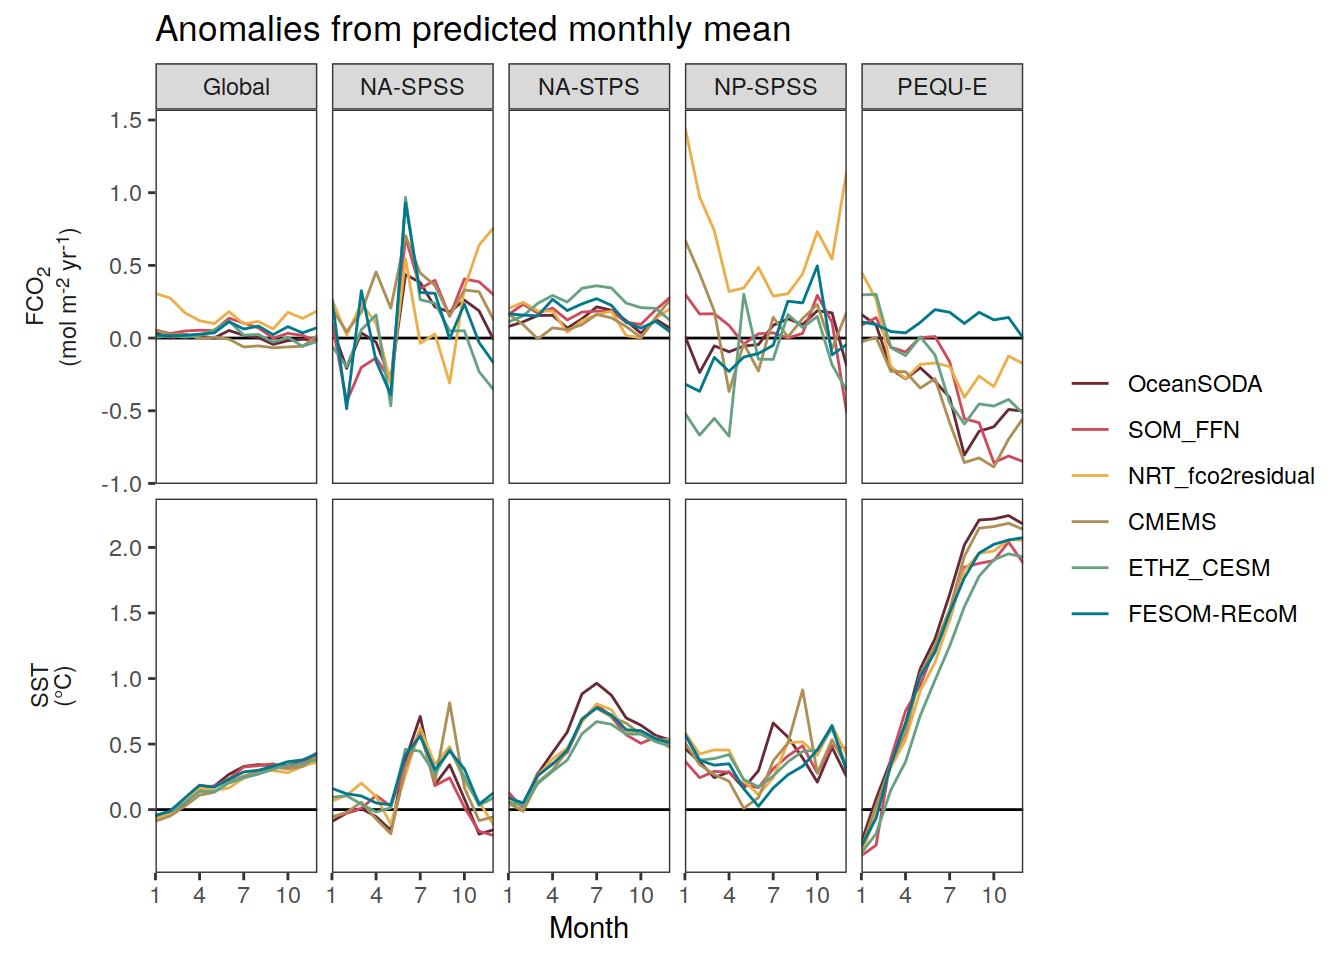 Anomalies from predicted monthly mean
Global NA-SPSS NA-STPS NP-SPSS PEQU-E
FCO2
(mol m-2 yr-1)
1.5
1.0
0.5
0.0
-0.5
-1.0
SST
(°C)
2.0
1.5
1.0
0.5
0.0
1 4 7 10 1 4 7 10 1 4 7 10 1 4 7 10 1 4 7 10
Month
OceanSODA
SOM_FFN
NRT_fco2residual
CMEMS
ETHZ_CESM
FESOM-REcoM